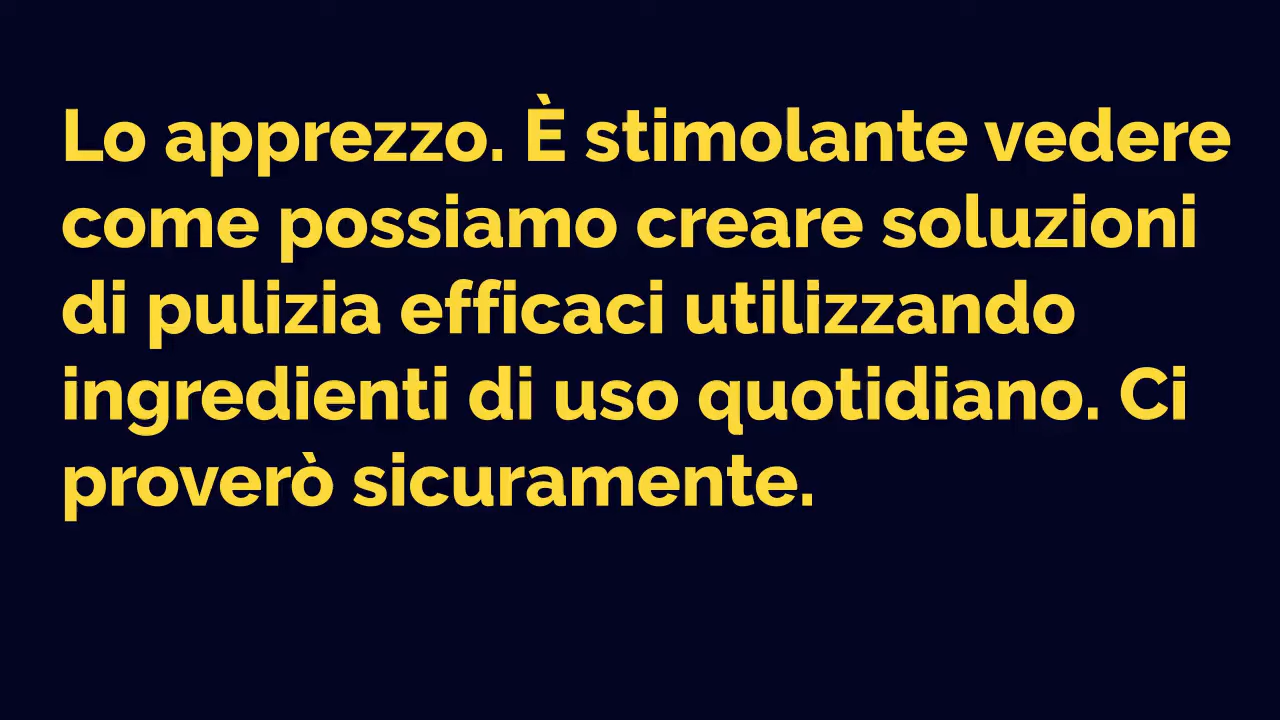 Lo apprezzo. È stimolante vedere
come possiamo creare soluzioni
di pulizia efficaci utilizzando
ingredienti di uso quotidiano. Ci
proverò sicuramente.